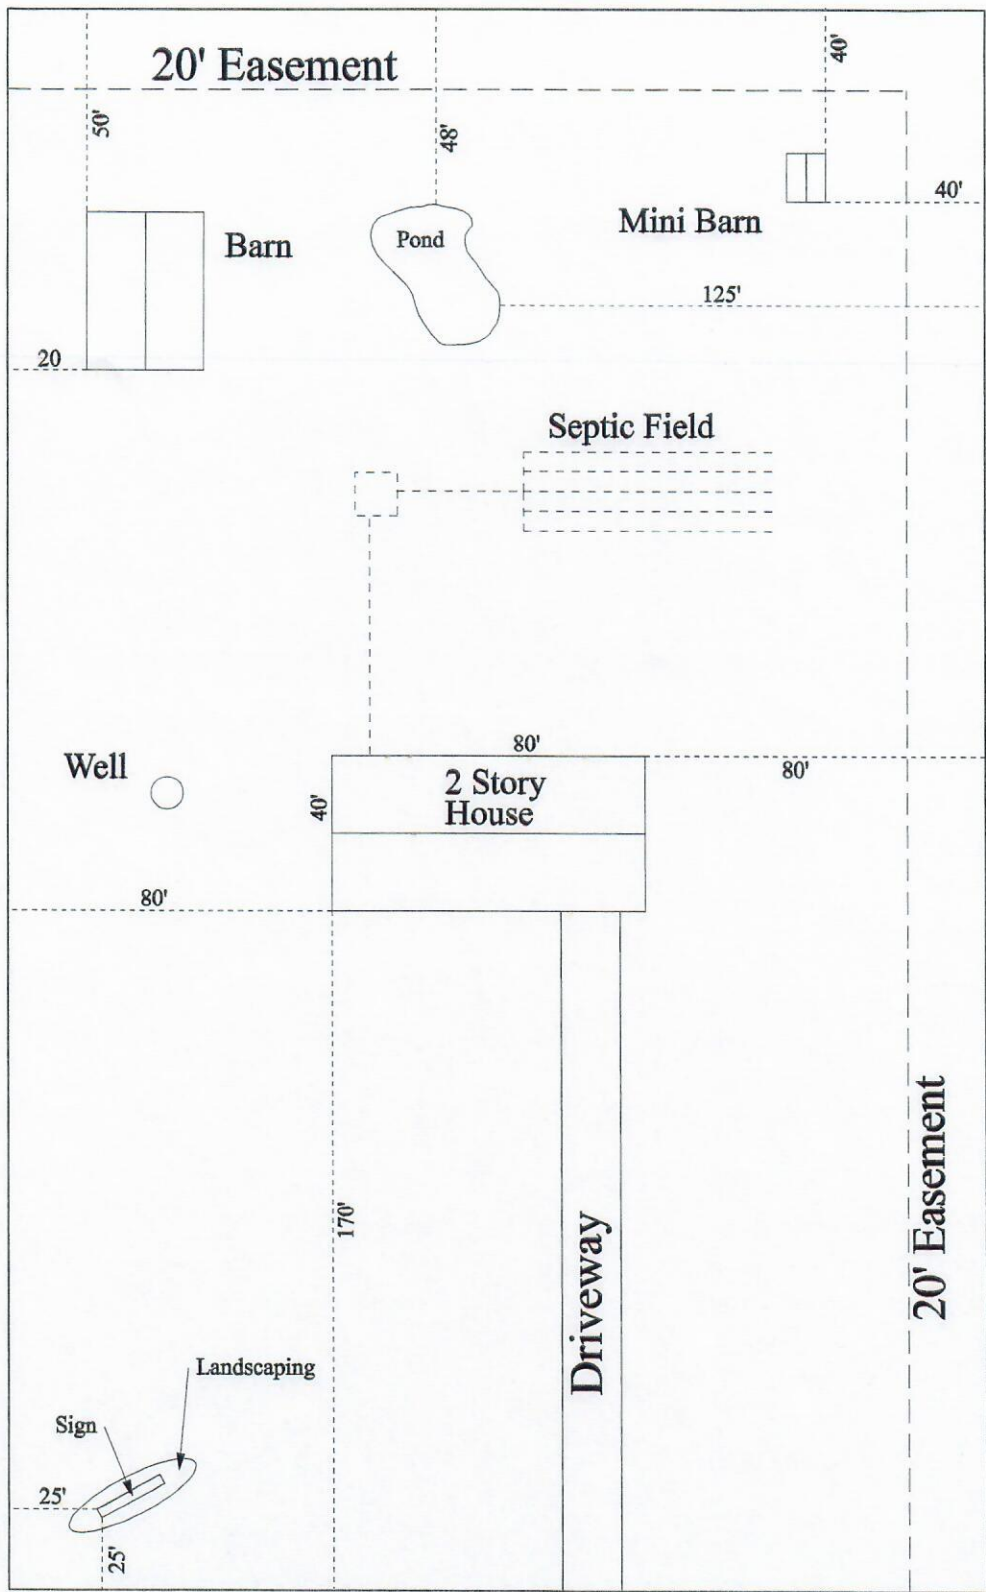 40'
20' Easement
50'
48'
40'
Mini Barn
Pond
Barn
125'
20
Septic Field
80'
Well
80'
2 Story
House
40'
80'
170'
20' Easement
Driveway
Landscaping
Sign
25'
25'